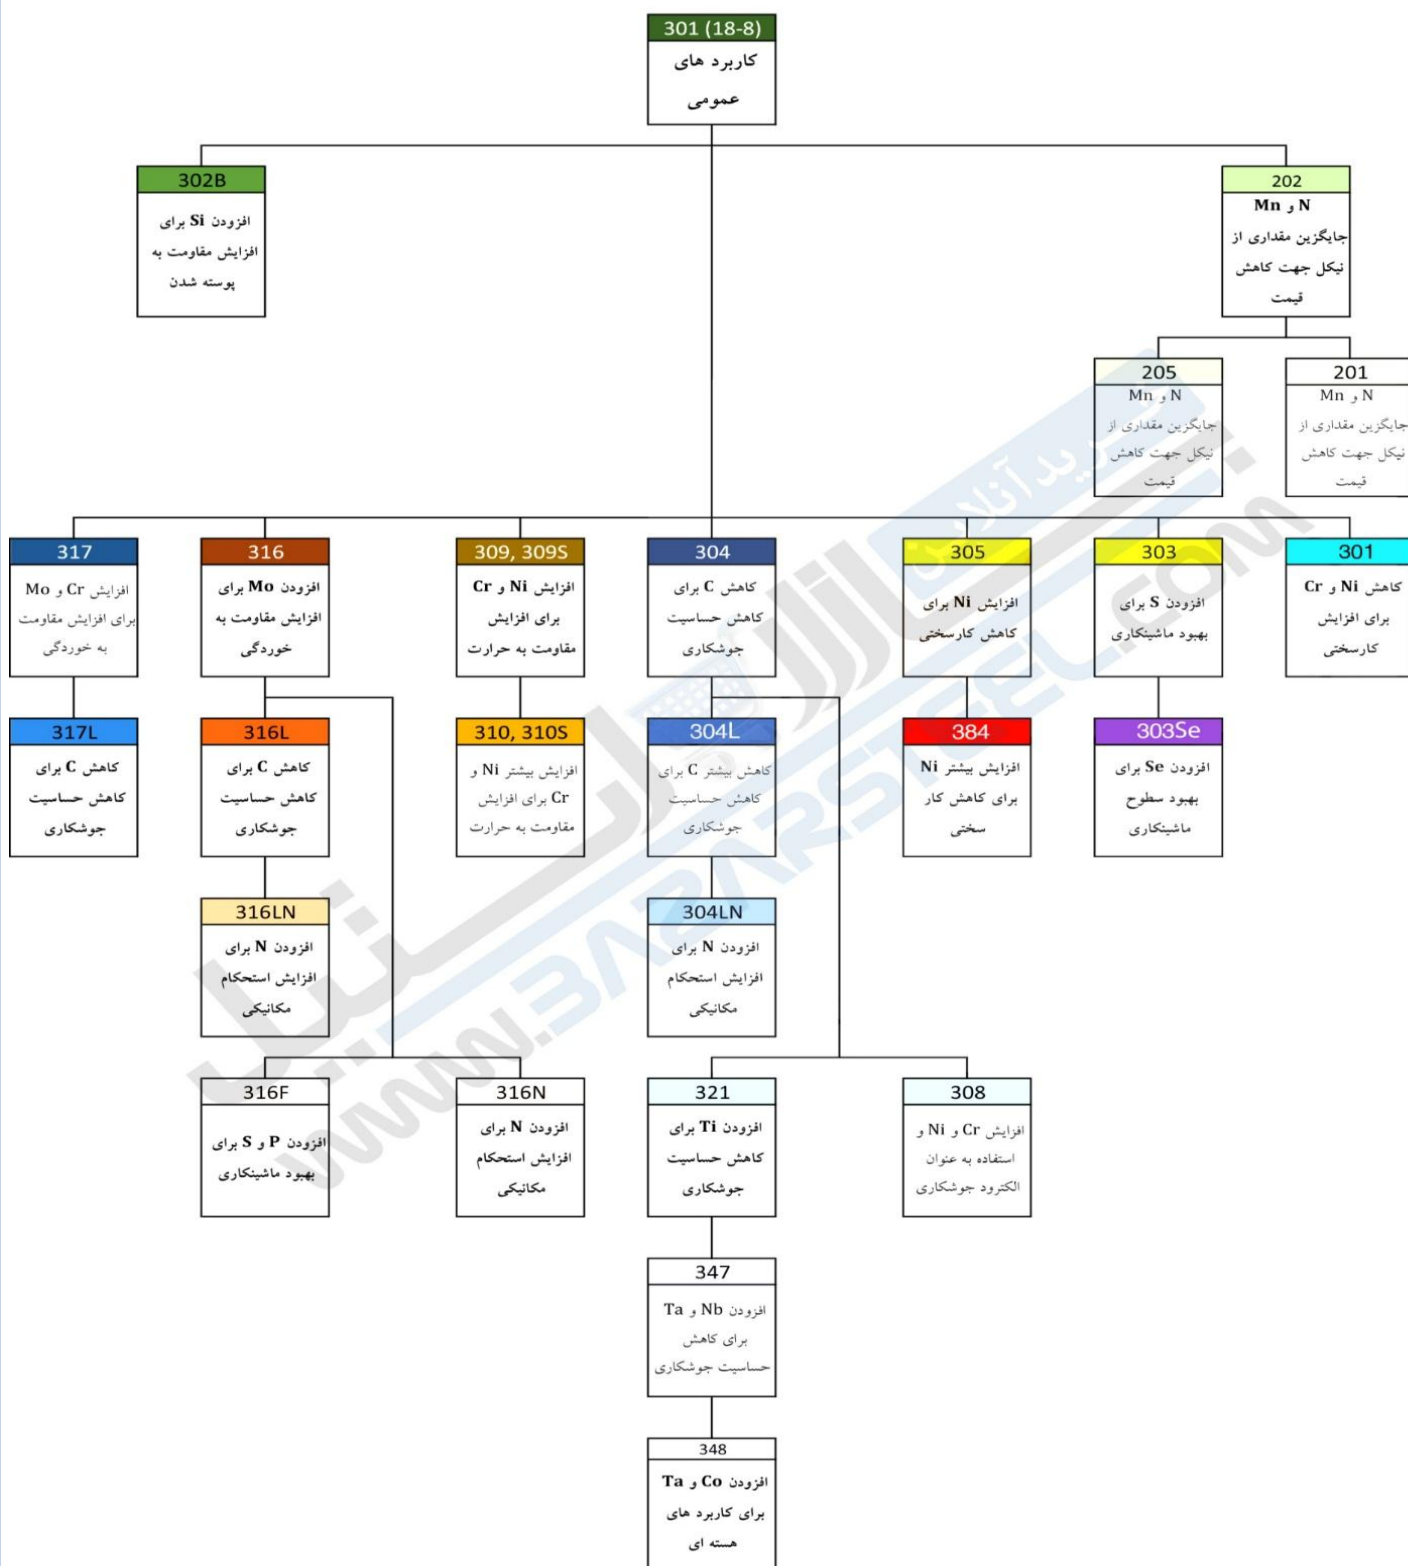 301 (18-8)
کاربرد های
عمومی
302B
افزودن Si برای
افزایش مقاومت به
پوسته شدن
202
N و Mn
جایگزین مقداری از
نیکل جهت کاهش
قیمت
205
N و Mn
جایگزین مقداری از
نیکل جهت کاهش
قیمت
201
N و Mn
جایگزین مقداری از
نیکل جهت کاهش
قیمت
317
افزایش Cr و Mo
برای افزایش مقاومت
به خوردگی
316
افزودن Mo برای
افزایش مقاومت به
خوردگی
309, 309S
افزایش Ni و Cr
برای افزایش
مقاومت به حرارت
304
کاهش C برای
کاهش حساسیت
جوشکاری
305
افزایش Ni برای
کاهش کارسختی
303
افزودن S برای
بهبود ماشینکاری
301
کاهش Ni و Cr
برای افزایش
کارسختی
317L
کاهش C برای
کاهش حساسیت
جوشکاری
316L
کاهش C برای
کاهش حساسیت
جوشکاری
310, 310S
افزایش بیشتر Ni و
Cr برای افزایش
مقاومت به حرارت
304L
کاهش بیشتر C برای
کاهش حساسیت
جوشکاری
384
افزایش بیشتر Ni
برای کاهش کار
سختی
303Se
افزودن Se برای
بهبود سطوح
ماشینکاری
316LN
افزودن N برای
افزایش استحکام
مکانیکی
304LN
افزودن N برای
افزایش استحکام
مکانیکی
316F
افزودن P و S برای
بهبود ماشینکاری
316N
افزودن N برای
افزایش استحکام
مکانیکی
321
افزودن Ti برای
کاهش حساسیت
جوشکاری
308
افزایش Cr و Ni و
استفاده به عنوان
الکترود جوشکاری
347
افزودن Nb و Ta
برای کاهش
حساسیت جوشکاری
348
افزودن Co و Ta
برای کاربرد های
هسته ای
خرید آنلاین
بازار استیل
WWW.BAZARSTEEL.COM